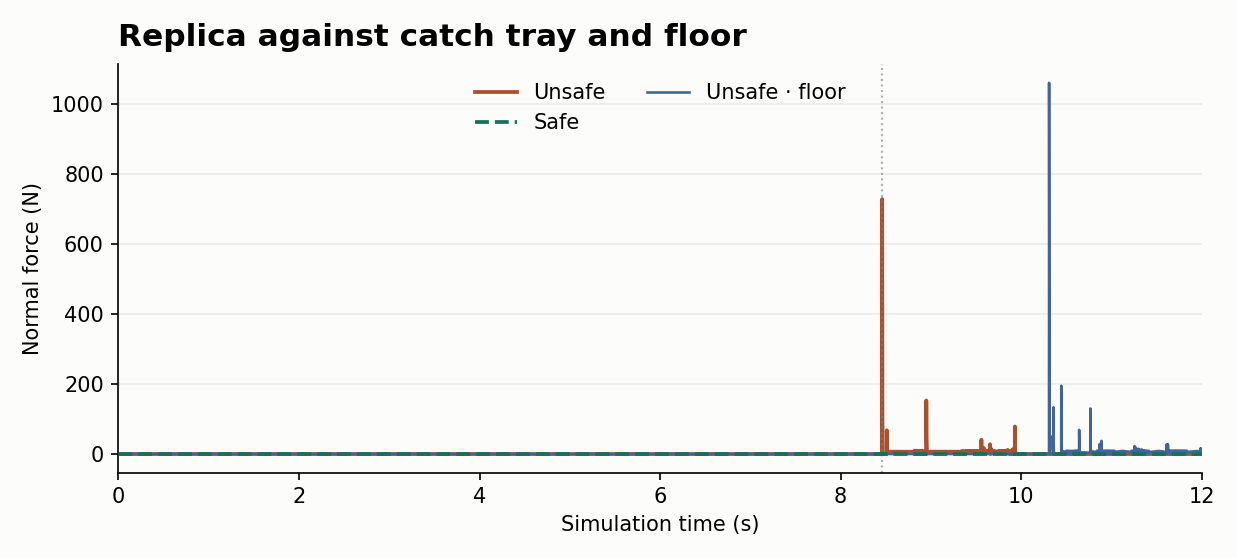 Replica against catch tray and floor
Unsafe
Unsafe · floor
Safe
Normal force (N)
1000
800
600
400
200
0
0 2 4 6 8 10 12
Simulation time (s)